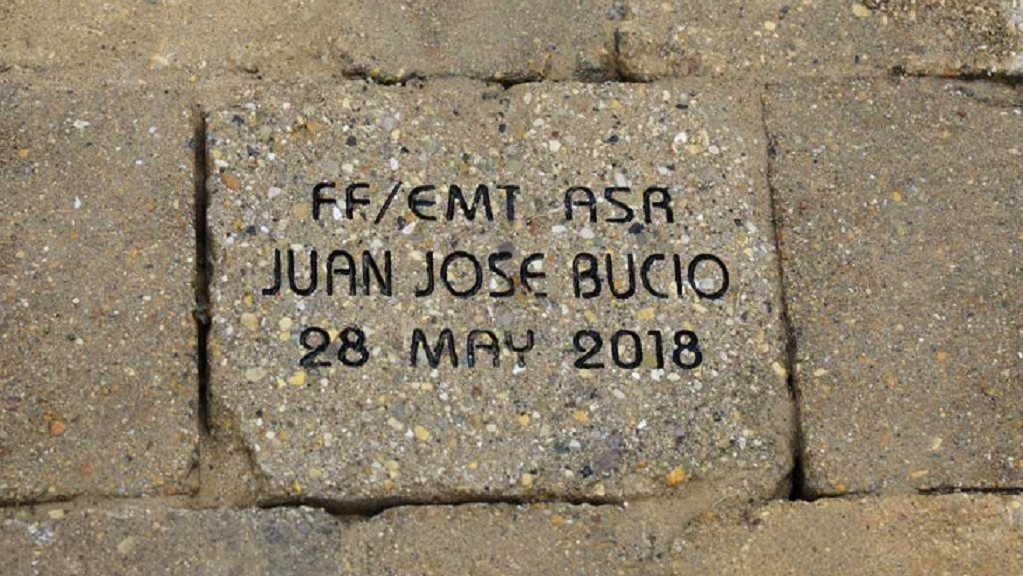 FF/EMT ASR
JUAN JOSE BUCIO
28 MAY 2018